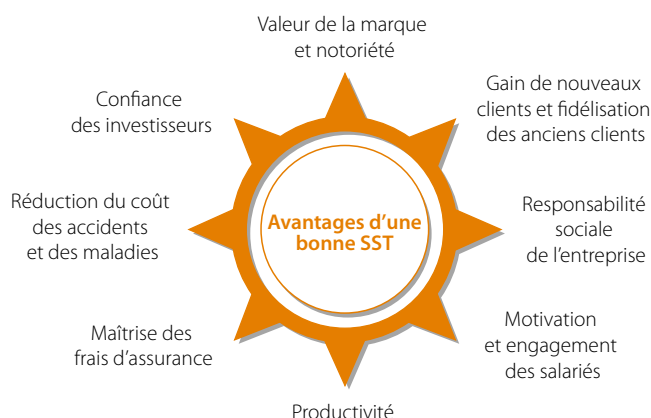 Valeur de la marque
et notoriété
Gain de nouveaux
clients et fidélisation
des anciens clients
Confiance
des investisseurs
Avantages d’une
bonne SST
Responsabilité
sociale
de l’entreprise
Réduction du coût
des accidents
et des maladies
Motivation
et engagement
des salariés
Maîtrise des
frais d’assurance
Productivité